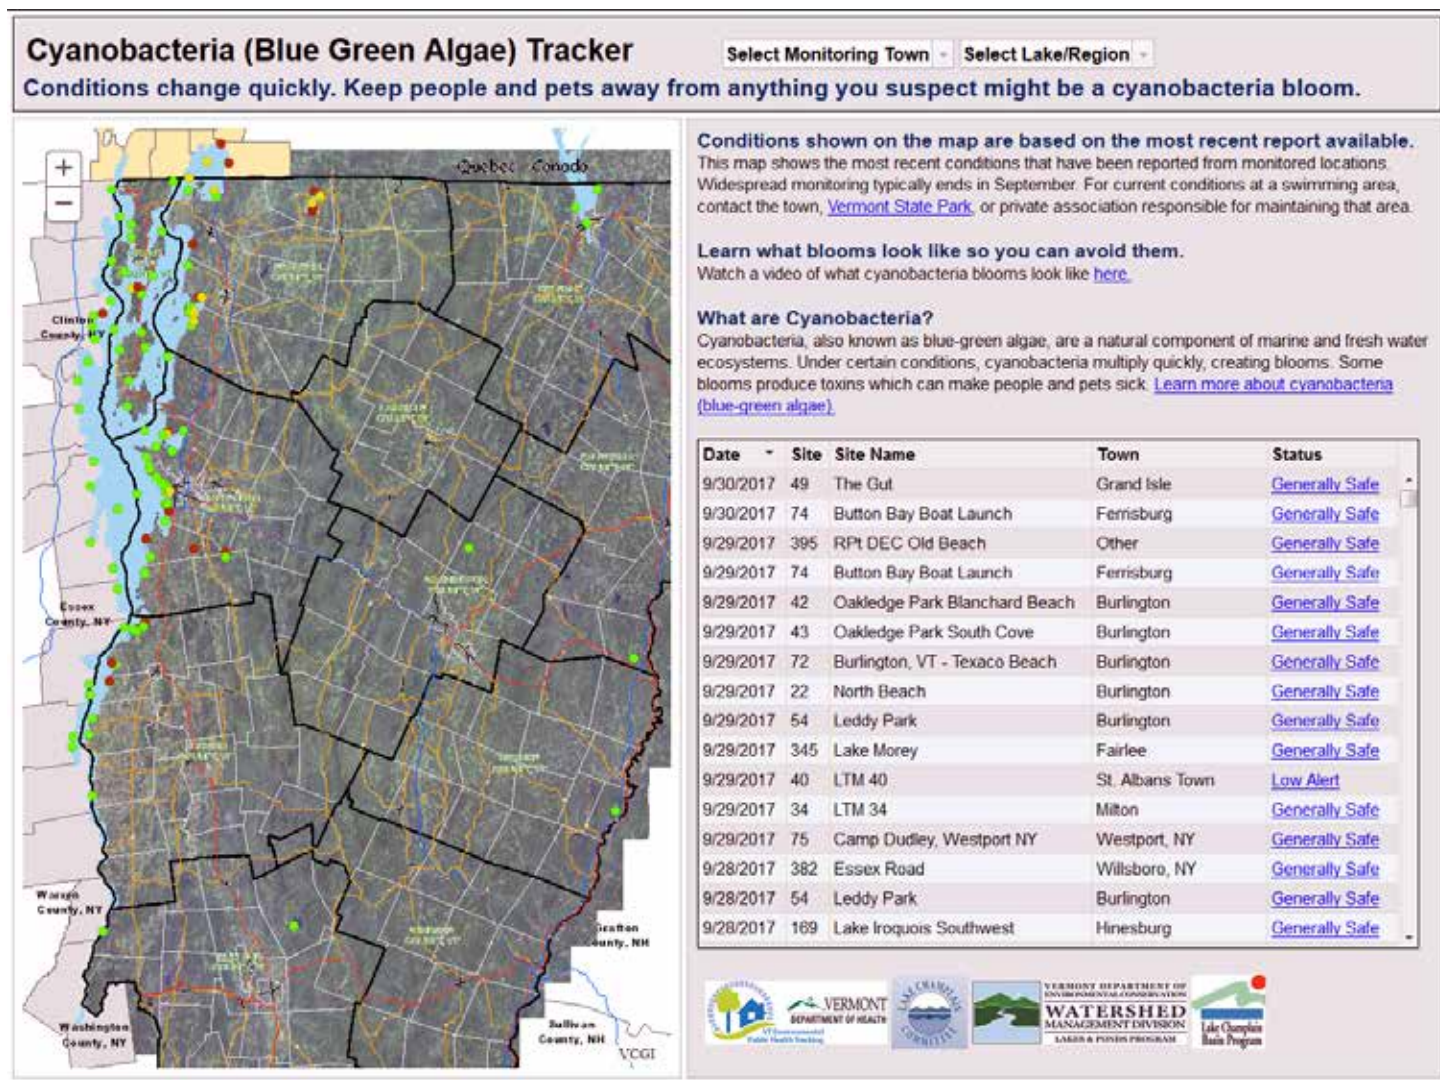 Cyanobacteria (Blue Green Algae) Tracker
Select Monitoring Town
Select Lake/Region
Conditions change quickly. Keep people and pets away from anything you suspect might be a cyanobacteria bloom.
+
−
Quebec Canada
Clinton
County, NY
Essex
County, NY
Warren
County, NY
Washington
County, NY
Grafton
County, NH
Sullivan
County, NH
VCGI
Conditions shown on the map are based on the most recent report available.
This map shows the most recent conditions that have been reported from monitored locations.
Widespread monitoring typically ends in September. For current conditions at a swimming area,
contact the town, Vermont State Park, or private association responsible for maintaining that area.
Learn what blooms look like so you can avoid them.
Watch a video of what cyanobacteria blooms look like here.
What are Cyanobacteria?
Cyanobacteria, also known as blue-green algae, are a natural component of marine and fresh water
ecosystems. Under certain conditions, cyanobacteria multiply quickly, creating blooms. Some
blooms produce toxins which can make people and pets sick. Learn more about cyanobacteria
(blue-green algae).
Date Site Site Name Town Status
9/30/2017 49 The Gut Grand Isle Generally Safe
9/30/2017 74 Button Bay Boat Launch Ferrisburg Generally Safe
9/29/2017 395 RPt DEC Old Beach Other Generally Safe
9/29/2017 74 Button Bay Boat Launch Ferrisburg Generally Safe
9/29/2017 42 Oakledge Park Blanchard Beach Burlington Generally Safe
9/29/2017 43 Oakledge Park South Cove Burlington Generally Safe
9/29/2017 72 Burlington, VT - Texaco Beach Burlington Generally Safe
9/29/2017 22 North Beach Burlington Generally Safe
9/29/2017 54 Leddy Park Burlington Generally Safe
9/29/2017 345 Lake Morey Fairlee Generally Safe
9/29/2017 40 LTM 40 St. Albans Town Low Alert
9/29/2017 34 LTM 34 Milton Generally Safe
9/29/2017 75 Camp Dudley, Westport NY Westport, NY Generally Safe
9/28/2017 382 Essex Road Willsboro, NY Generally Safe
9/28/2017 54 Leddy Park Burlington Generally Safe
9/28/2017 169 Lake Iroquois Southwest Hinesburg Generally Safe
VT Environmental
Public Health Tracking
VERMONT
DEPARTMENT OF HEALTH
LAKE CHAMPLAIN
COMMITTEE
VERMONT DEPARTMENT OF
ENVIRONMENTAL CONSERVATION
WATERSHED
MANAGEMENT DIVISION
LAKES & PONDS PROGRAM
Lake Champlain
Basin Program